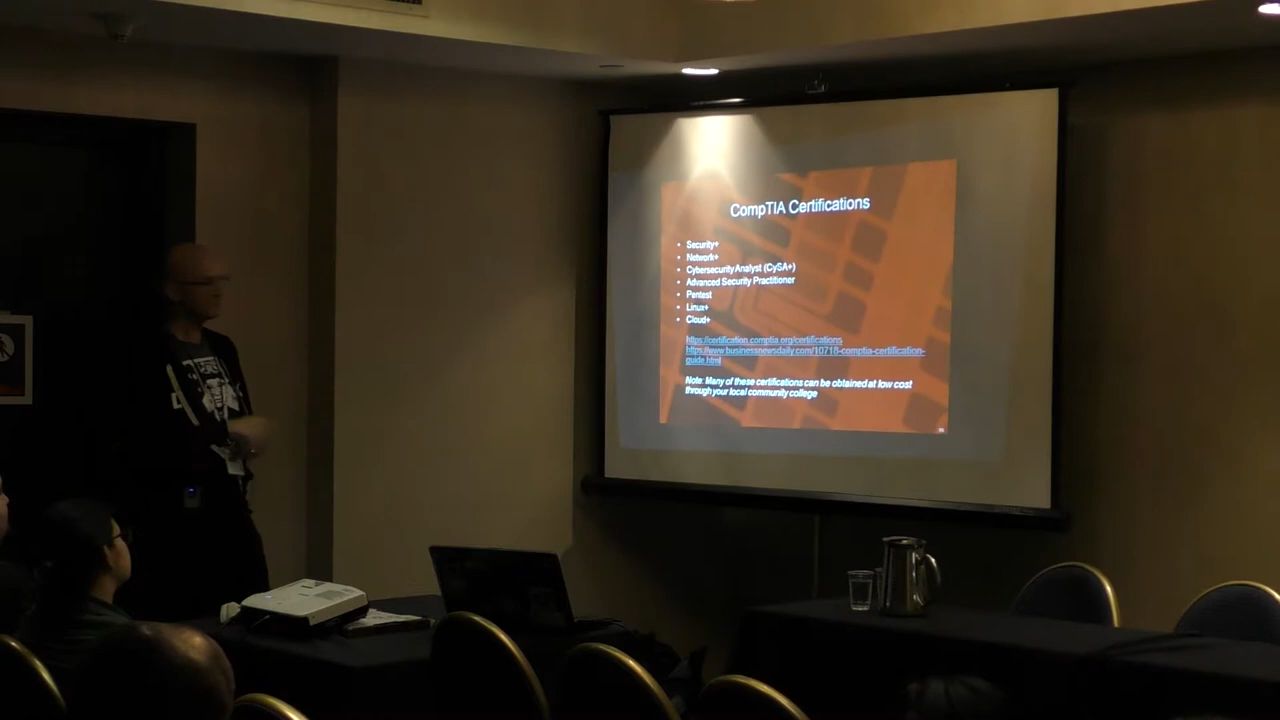 CompTIA Certifications
• Security+
• Network+
• Cybersecurity Analyst (CySA+)
• Advanced Security Practitioner
• Pentest
• Linux+
• Cloud+
https://certification.comptia.org/certifications
https://www.businessnewsdaily.com/10718-comptia-certification-
guide.html
Note: Many of these certifications can be obtained at low cost
through your local community college